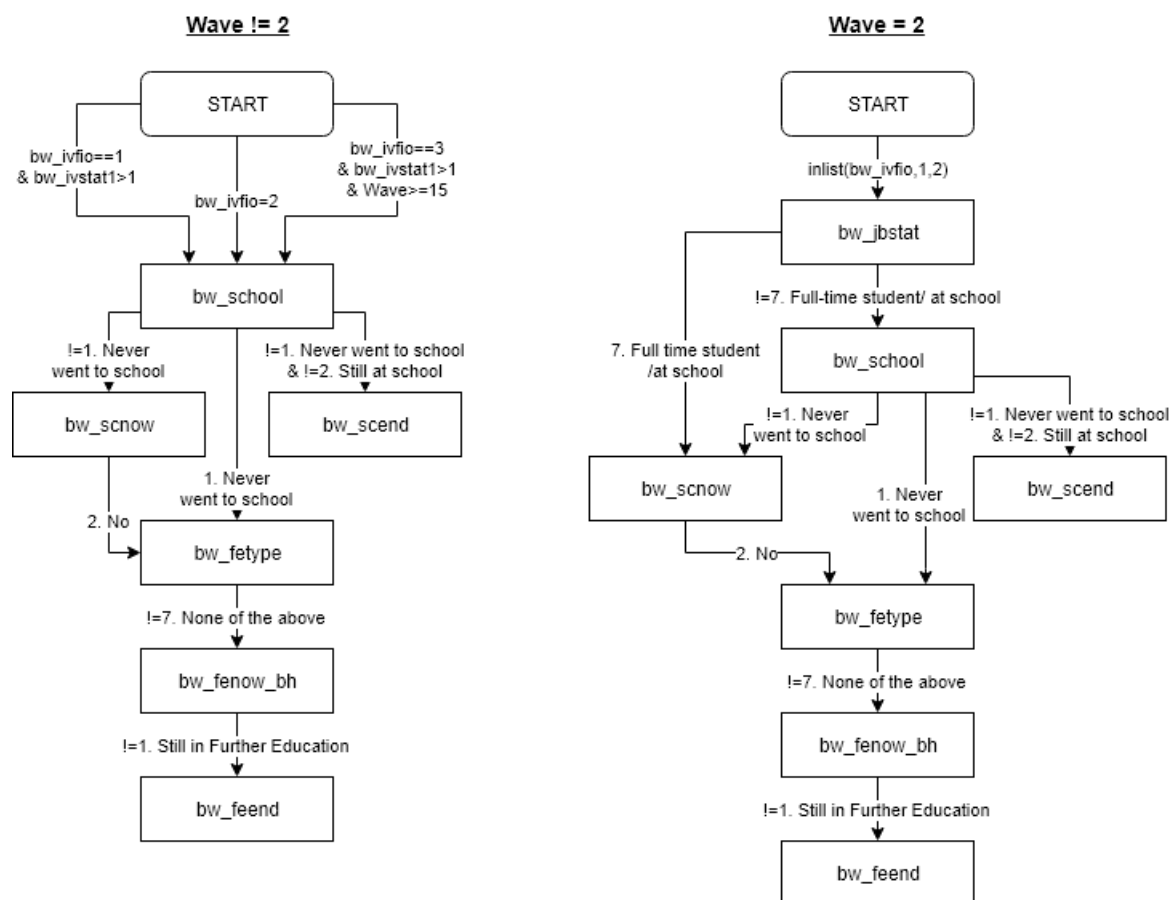 Wave != 2
START
bw_ivfio==1
& bw_ivstat1>1
bw_ivfio=2
bw_ivfio==3
& bw_ivstat1>1
& Wave>=15
bw_school
!=1. Never
went to school
!=1. Never went to school
& !=2. Still at school
bw_scnow
bw_scend
1. Never
went to school
2. No
bw_fetype
!=7. None of the above
bw_fenow_bh
!=1. Still in Further Education
bw_feend
Wave = 2
START
inlist(bw_ivfio,1,2)
bw_jbstat
!=7. Full-time student/ at school
7. Full time student
/at school
bw_school
!=1. Never
went to school
!=1. Never went to school
& !=2. Still at school
bw_scnow
1. Never
went to school
bw_scend
2. No
bw_fetype
!=7. None of the above
bw_fenow_bh
!=1. Still in Further Education
bw_feend